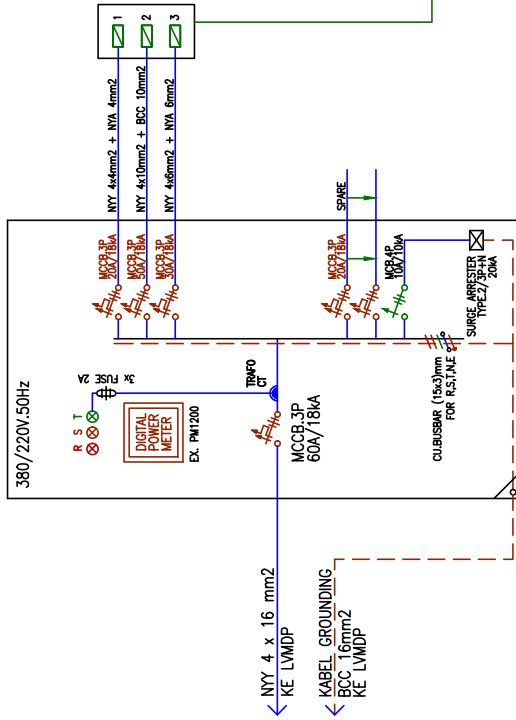 380/220V.50Hz
R S T
3x FUSE 2A
DIGITAL
POWER
METER
EX. PM1200
TRAFO
CT
MCCB.3P
60A/18kA
NYY 4 x 16 mm2
KE LVMDP
KABEL GROUNDING
BCC 16mm2
KE LVMDP
MCCB.3P
20A/18kA
NYY 4x4mm2 + NYA 4mm2
1
MCCB.3P
50A/18kA
NYY 4x10mm2 + BCC 10mm2
2
MCCB.3P
30A/18kA
NYY 4x6mm2 + NYA 6mm2
3
MCCB.3P
20A/18kA
SPARE
MCB.4P
10A/10kA
SURGE ARRESTER
TYPE.2/3P+N
20kA
CU.BUSBAR (15x3)mm
FOR R,S,T,N,E